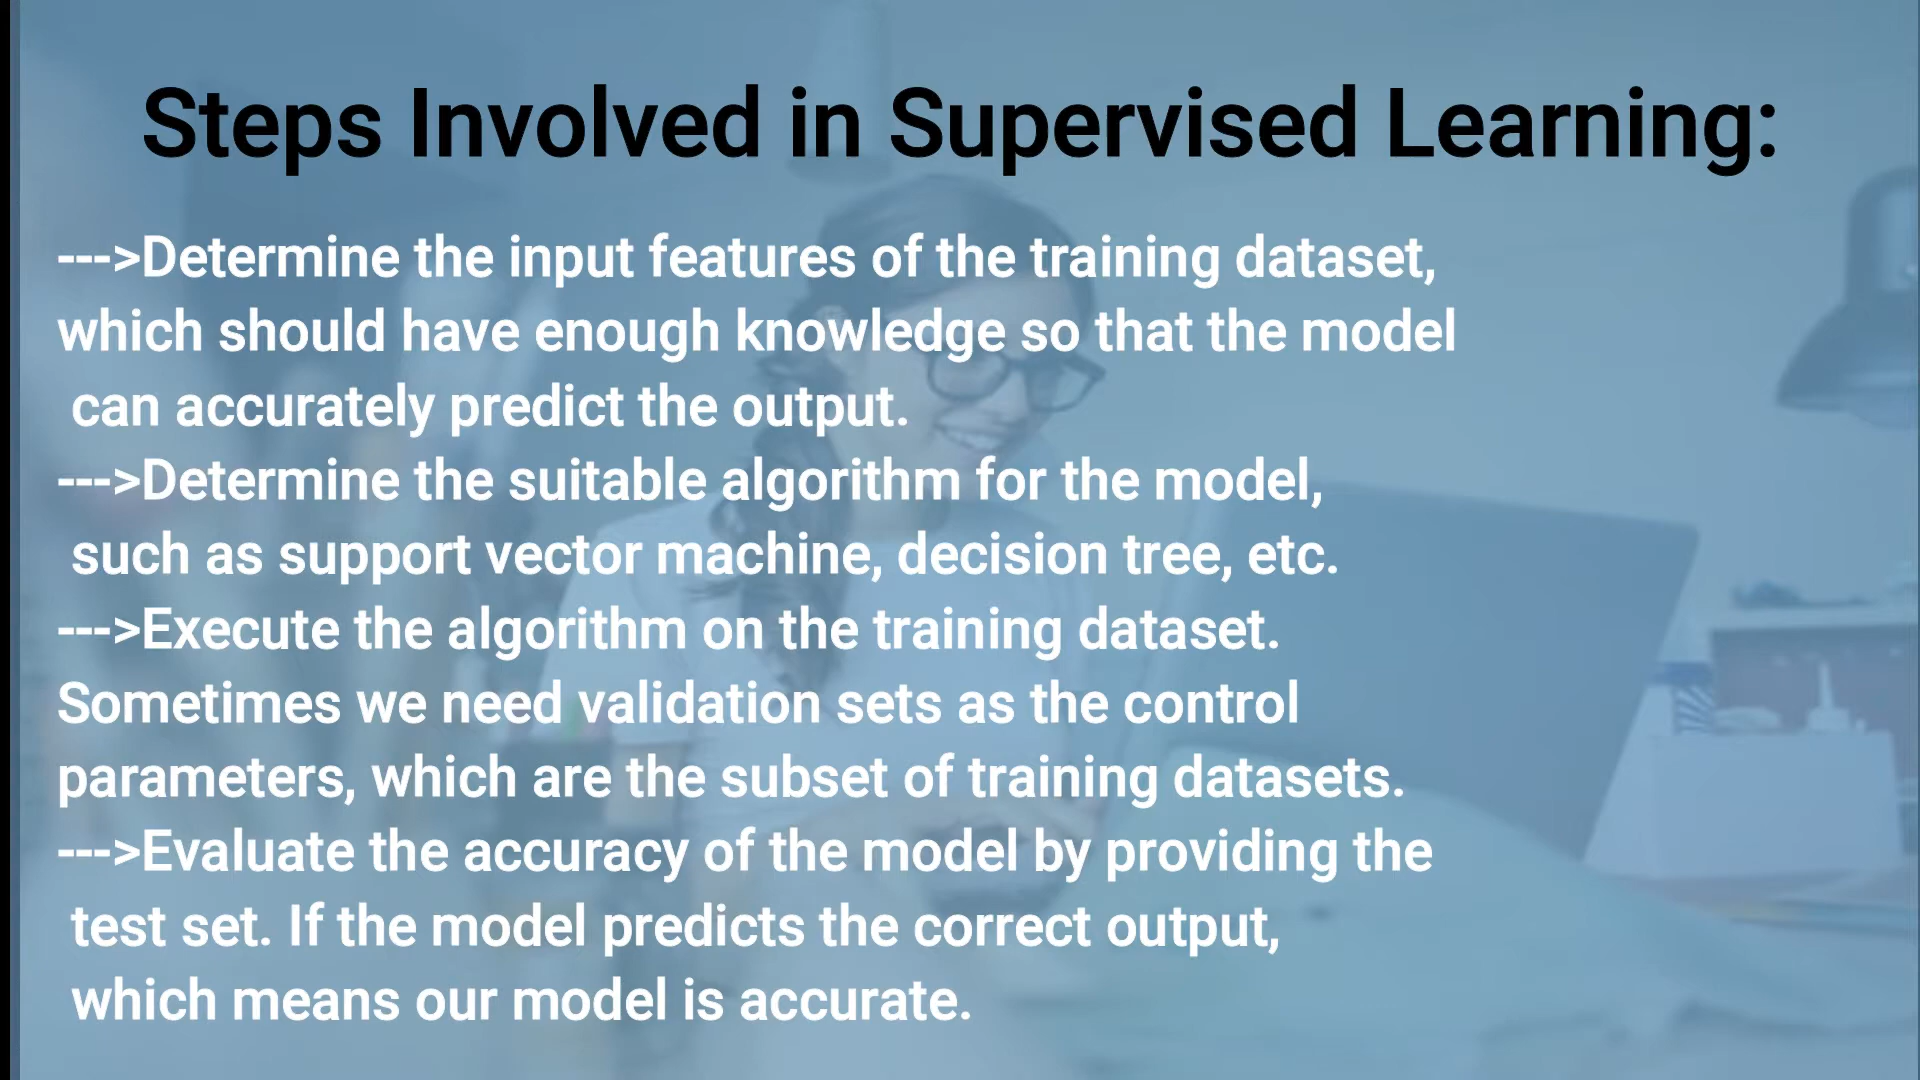 Steps Involved in Supervised Learning:
--->Determine the input features of the training dataset,
which should have enough knowledge so that the model
can accurately predict the output.
--->Determine the suitable algorithm for the model,
such as support vector machine, decision tree, etc.
--->Execute the algorithm on the training dataset.
Sometimes we need validation sets as the control
parameters, which are the subset of training datasets.
--->Evaluate the accuracy of the model by providing the
test set. If the model predicts the correct output,
which means our model is accurate.